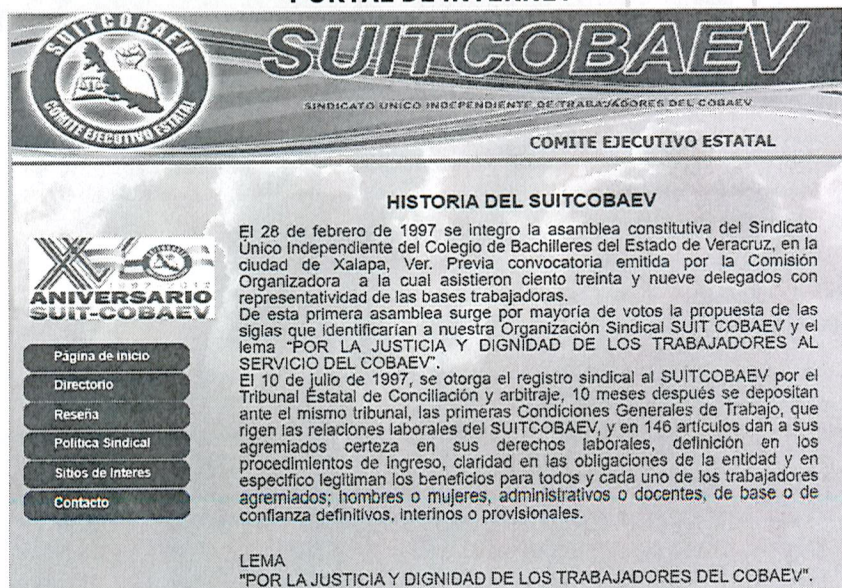 PORTAL DE INTERNET
SUITCOBAEV
COMITE EJECUTIVO ESTATAL
SUITCOBAEV
SINDICATO UNICO INDEPENDIENTE DE TRABAJADORES DEL COBAEV
COMITE EJECUTIVO ESTATAL
HISTORIA DEL SUITCOBAEV
El 28 de febrero de 1997 se integro la asamblea constitutiva del Sindicato
Único Independiente del Colegio de Bachilleres del Estado de Veracruz, en la
ciudad de Xalapa, Ver. Previa convocatoria emitida por la Comisión
Organizadora a la cual asistieron ciento treinta y nueve delegados con
representatividad de las bases trabajadoras.
De esta primera asamblea surge por mayoría de votos la propuesta de las
siglas que identificarían a nuestra Organización Sindical SUIT COBAEV y el
lema "POR LA JUSTICIA Y DIGNIDAD DE LOS TRABAJADORES AL
SERVICIO DEL COBAEV".
El 10 de julio de 1997, se otorga el registro sindical al SUITCOBAEV por el
Tribunal Estatal de Conciliación y arbitraje, 10 meses después se depositan
ante el mismo tribunal, las primeras Condiciones Generales de Trabajo, que
rigen las relaciones laborales del SUITCOBAEV, y en 146 artículos dan a sus
agremiados certeza en sus derechos laborales, definición en los
procedimientos de ingreso, claridad en las obligaciones de la entidad y en
especifico legitiman los beneficios para todos y cada uno de los trabajadores
agremiados; hombres o mujeres, administrativos o docentes, de base o de
confianza definitivos, interinos o provisionales.
LEMA
"POR LA JUSTICIA Y DIGNIDAD DE LOS TRABAJADORES DEL COBAEV".
ANIVERSARIO
SUIT-COBAEV
Página de inicio
Directorio
Reseña
Política Sindical
Sitios de Interes
Contacto